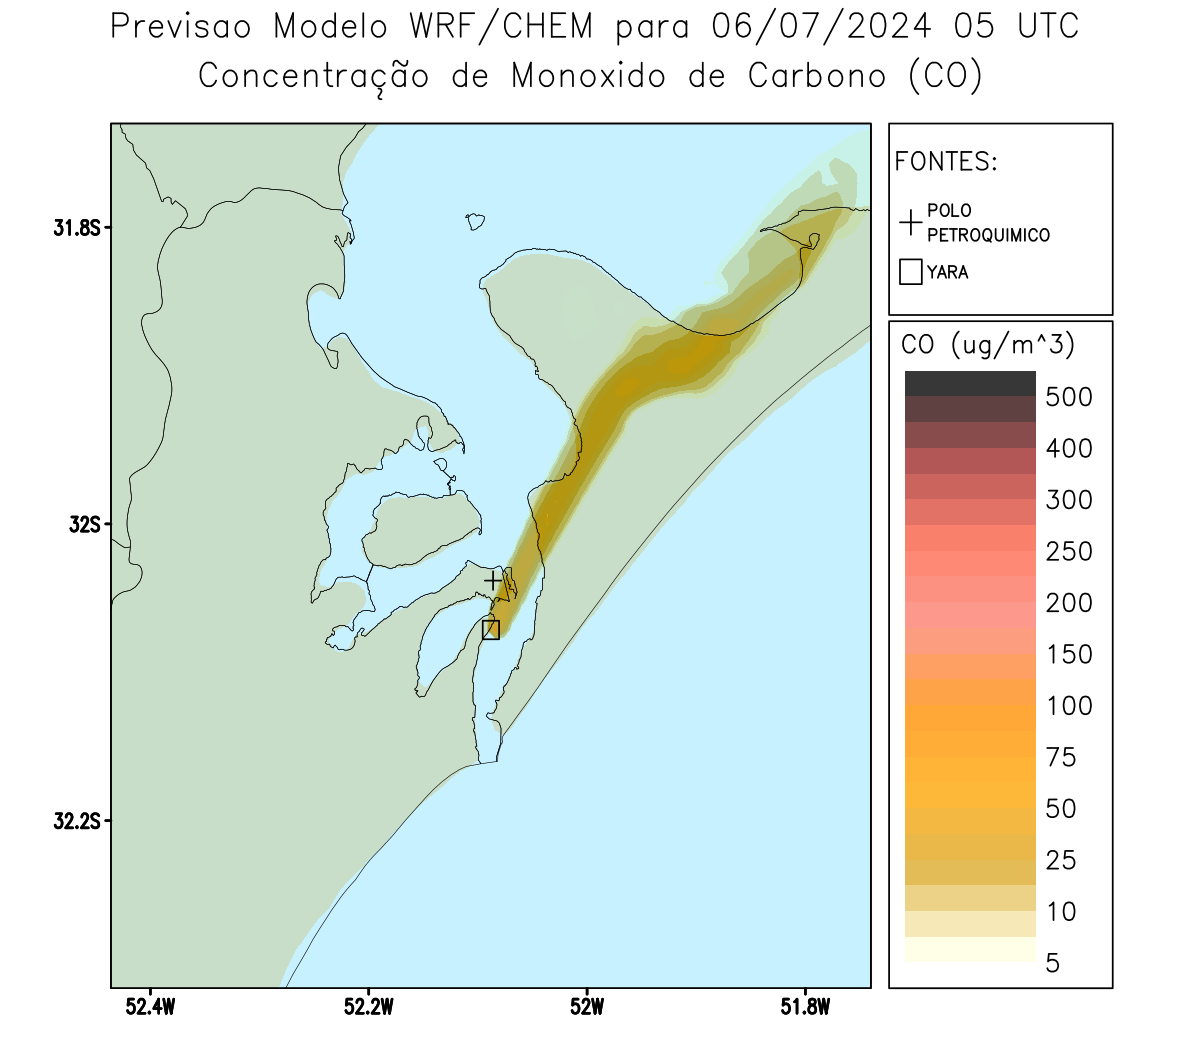 Previsao Modelo WRF/CHEM para 06/07/2024 05 UTC
Concentração de Monoxido de Carbono (CO)
FONTES:
POLO
PETROQUIMICO
YARA
CO (ug/m^3)
500
400
300
250
200
150
100
75
50
25
10
5
31.8S
32S
32.2S
52.4W
52.2W
52W
51.8W